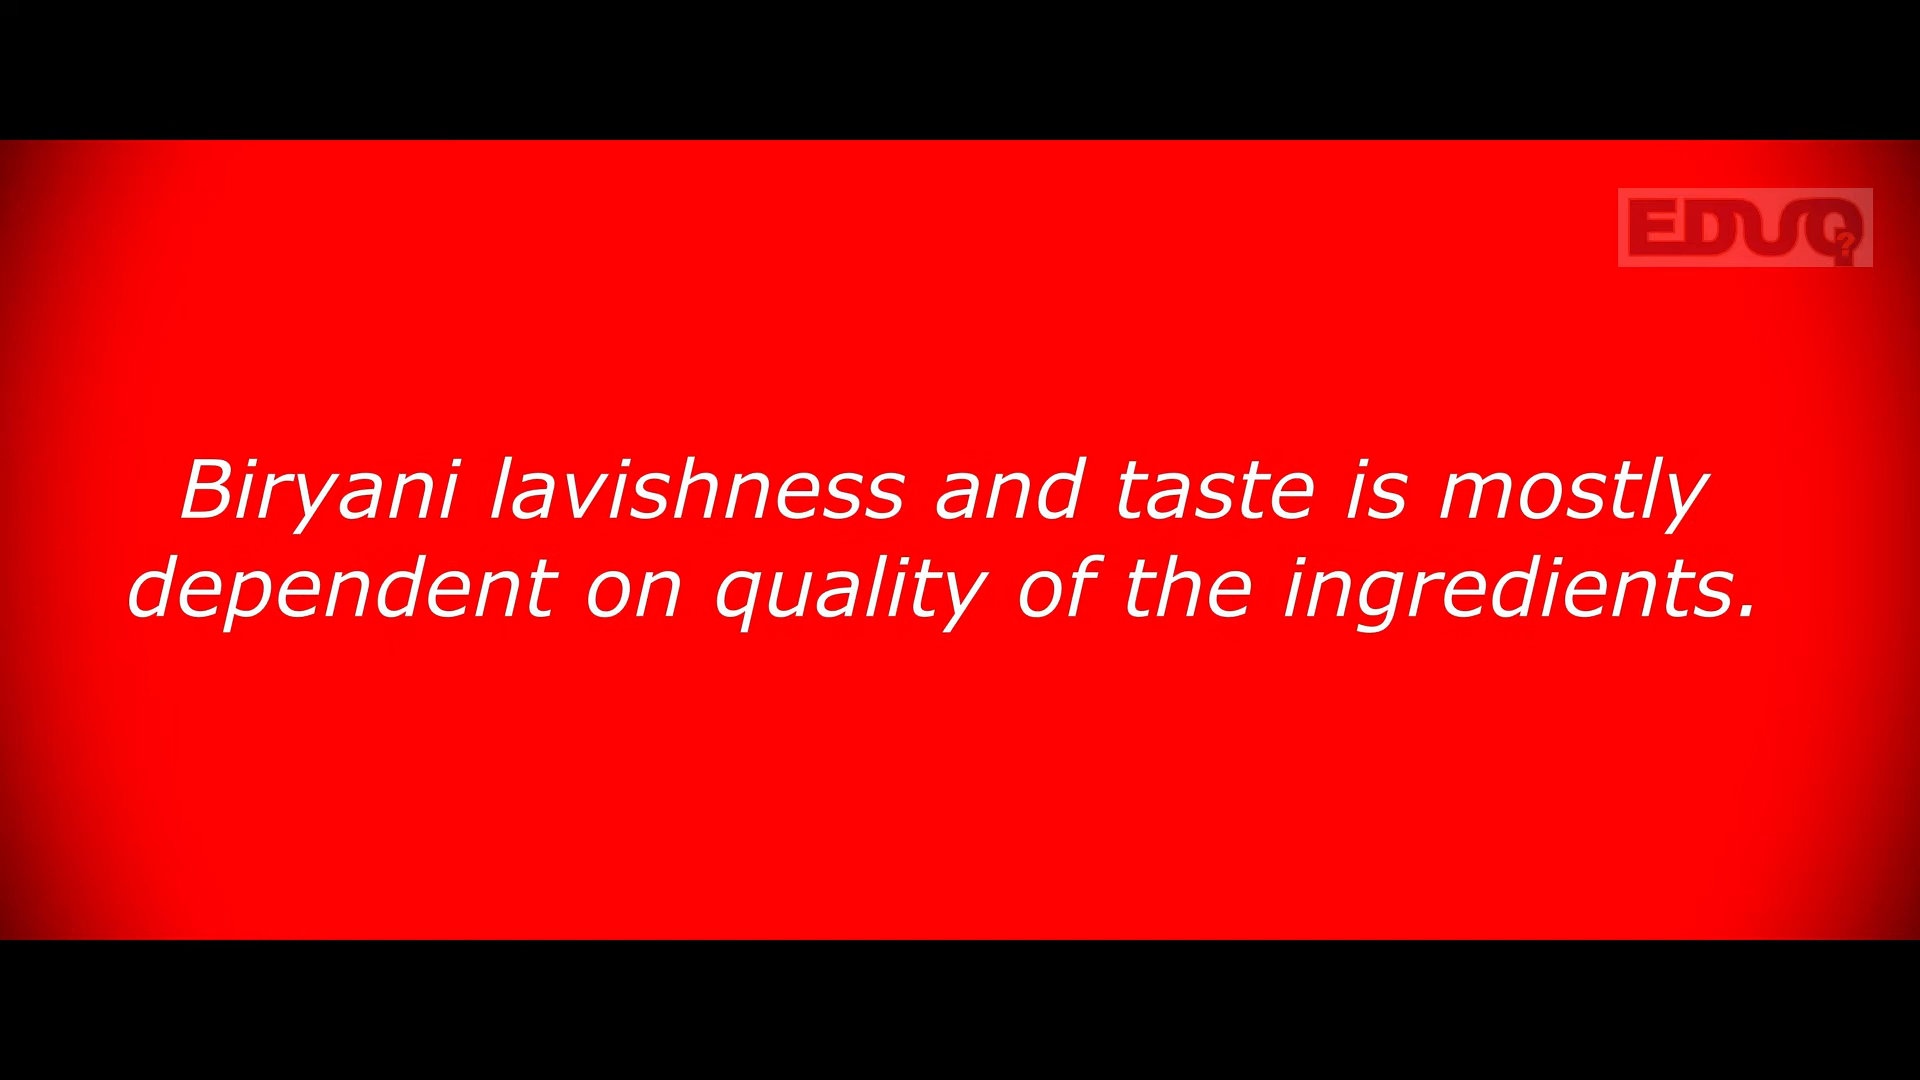 EDUQ?
Biryani lavishness and taste is mostly
dependent on quality of the ingredients.